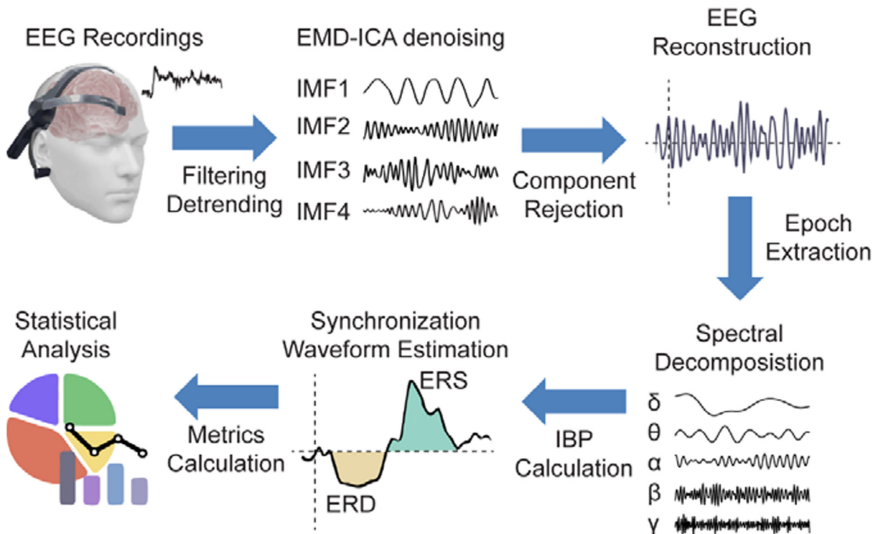 EEG Recordings
Filtering
Detrending
EMD-ICA denoising
IMF1
IMF2
IMF3
IMF4
Component
Rejection
EEG
Reconstruction
Epoch
Extraction
Spectral
Decomposistion
δ
θ
α
β
γ
IBP
Calculation
Synchronization
Waveform Estimation
ERS
ERD
Metrics
Calculation
Statistical
Analysis